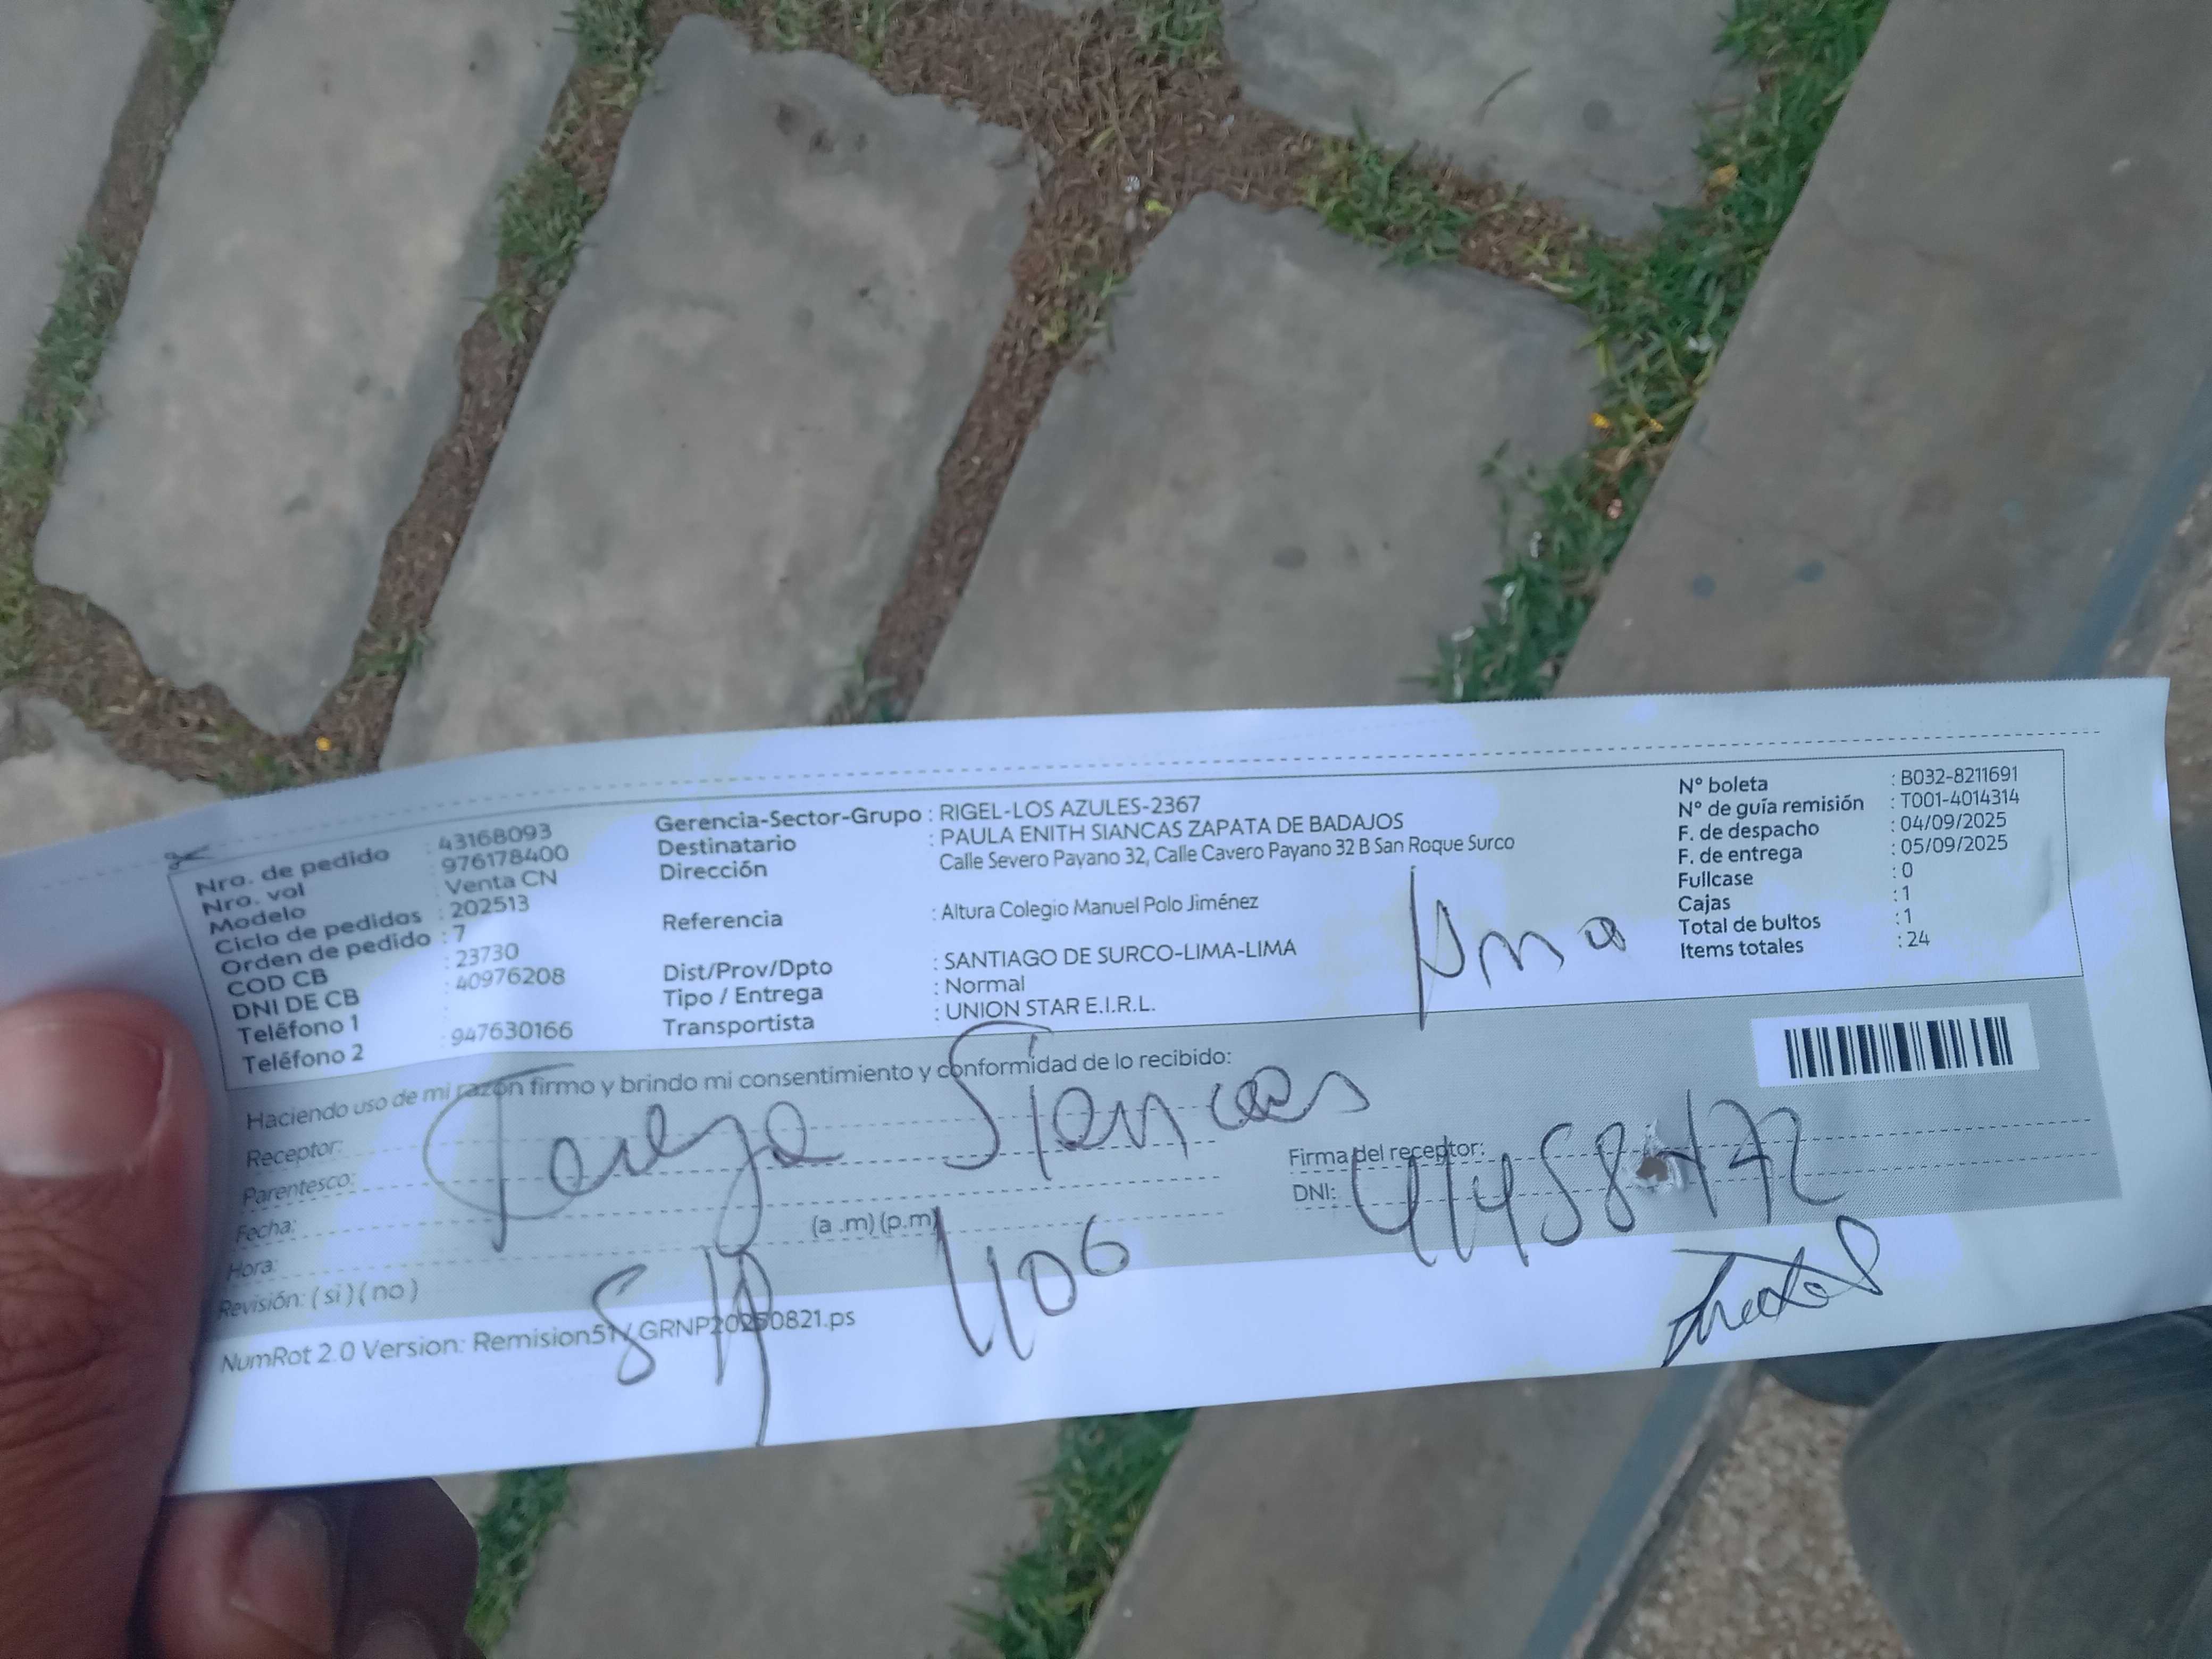 Nro. de pedido : 43168093
Nro. vol : 976178400
Modelo : Venta CN
Ciclo de pedidos : 202513
Orden de pedido : 7
COD CB : 23730
DNI DE CB : 40976208
Teléfono 1 :
Teléfono 2 : 947630166
Gerencia-Sector-Grupo : RIGEL-LOS AZULES-2367
Destinatario : PAULA ENITH SIANCAS ZAPATA DE BADAJOS
Dirección Calle Severo Payano 32, Calle Cavero Payano 32 B San Roque Surco
Referencia : Altura Colegio Manuel Polo Jiménez
Dist/Prov/Dpto : SANTIAGO DE SURCO-LIMA-LIMA
Tipo / Entrega : Normal
Transportista : UNION STAR E.I.R.L.
N° boleta : B032-8211691
N° de guía remisión : T001-4014314
F. de despacho : 04/09/2025
F. de entrega : 05/09/2025
Fullcase : 0
Cajas : 1
Total de bultos : 1
Items totales : 24
Haciendo uso de mi razón firmo y brindo mi consentimiento y conformidad de lo recibido:
Receptor: Siancas
Parentesco:
Fecha:
Hora: (a .m) (p.m)
Revisión: ( si ) ( no )
5/9 1106
Firma del receptor:
DNI: 41458172
NumRot 2.0 Version: Remision51/ GRNP20250821.ps